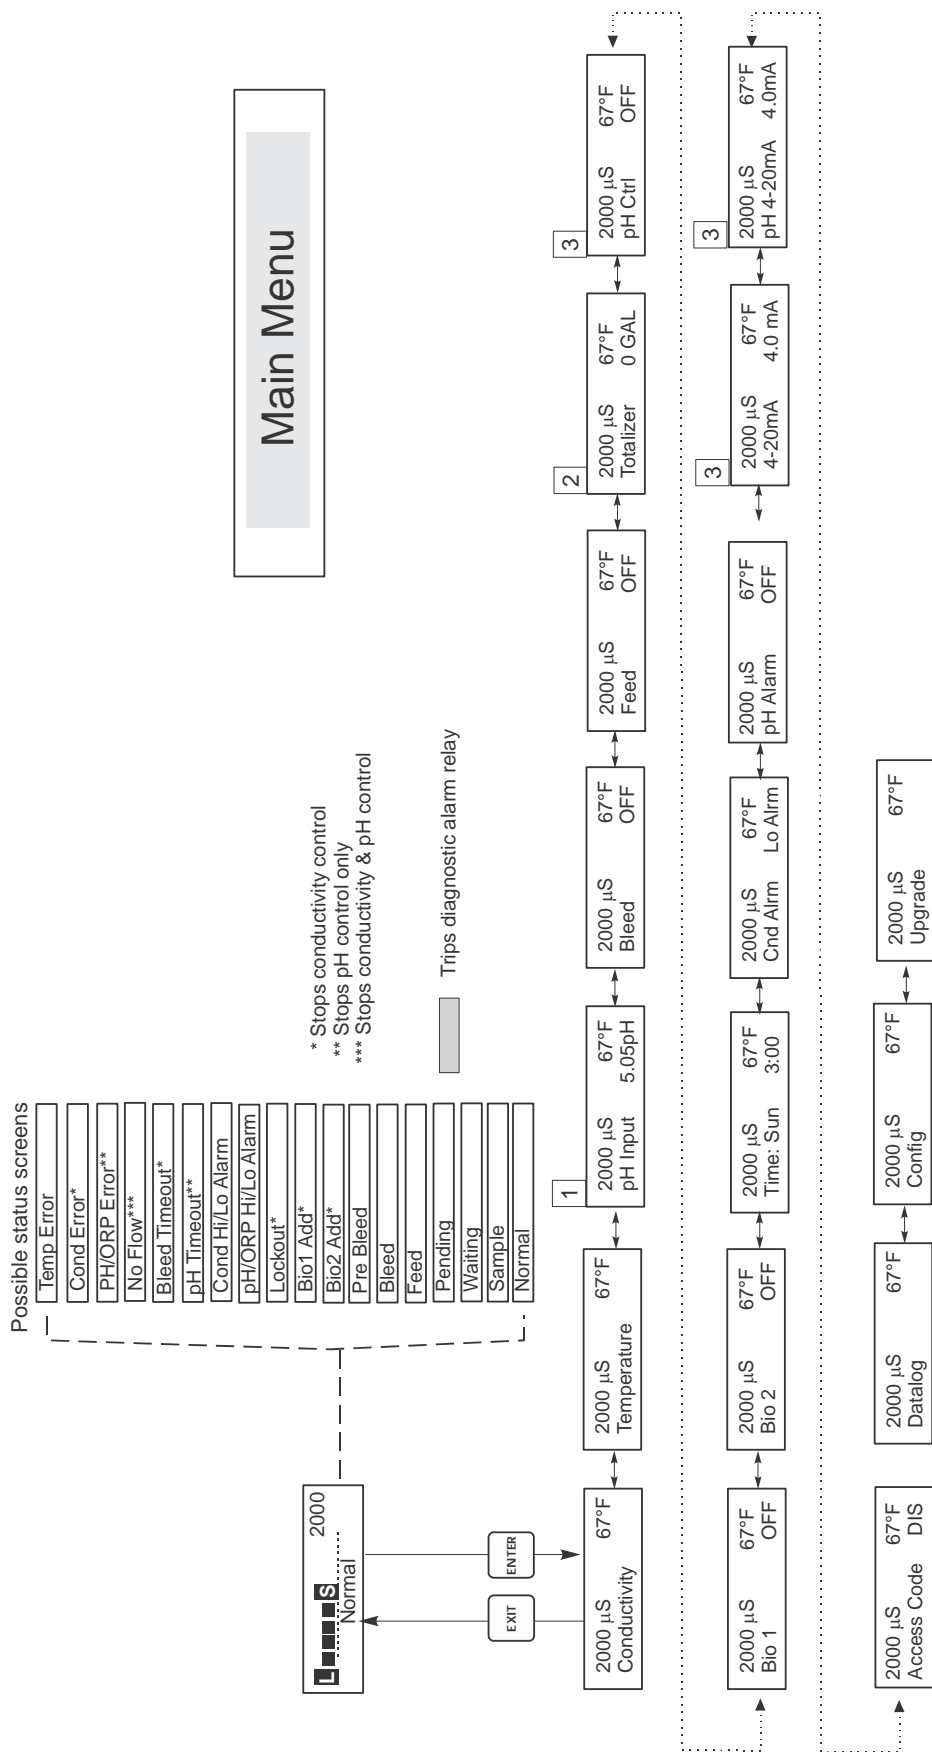 Main Menu
Possible status screens
Temp Error
Cond Error*
PH/ORP Error**
No Flow***
Bleed Timeout*
pH Timeout**
Cond Hi/Lo Alarm
pH/ORP Hi/Lo Alarm
Lockout*
Bio1 Add*
Bio2 Add*
Pre Bleed
Bleed
Feed
Pending
Waiting
Sample
Normal
* Stops conductivity control
** Stops pH control only
*** Stops conductivity & pH control
Trips diagnostic alarm relay
L S 2000
Normal
EXIT
ENTER
2000 µS 67°F
Conductivity
2000 µS 67°F
Temperature
1
2000 µS 67°F
pH Input 5.05pH
2000 µS 67°F
Bleed OFF
2000 µS 67°F
Feed OFF
2
2000 µS 67°F
Totalizer 0 GAL
3
2000 µS 67°F
pH Ctrl OFF
2000 µS 67°F
Bio 1 OFF
2000 µS 67°F
Bio 2 OFF
2000 µS 67°F
Time: Sun 3:00
2000 µS 67°F
Cnd Alrm Lo Alrm
2000 µS 67°F
pH Alarm OFF
3
2000 µS 67°F
4-20mA 4.0 mA
3
2000 µS 67°F
pH 4-20mA 4.0mA
2000 µS 67°F
Access Code DIS
2000 µS 67°F
Datalog
2000 µS 67°F
Config
2000 µS 67°F
Upgrade